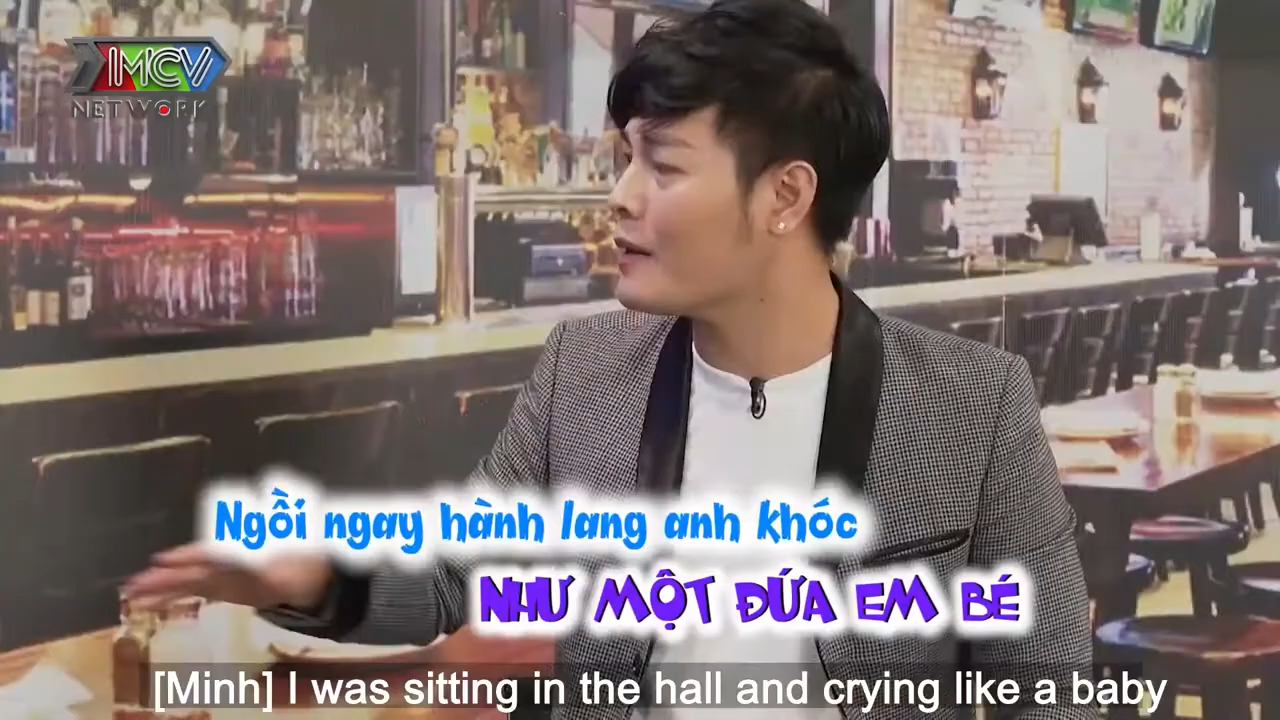 MCV
NETWORK
Ngồi ngay hành lang anh khóc
NHƯ MỘT ĐỨA EM BÉ
[Minh] I was sitting in the hall and crying like a baby